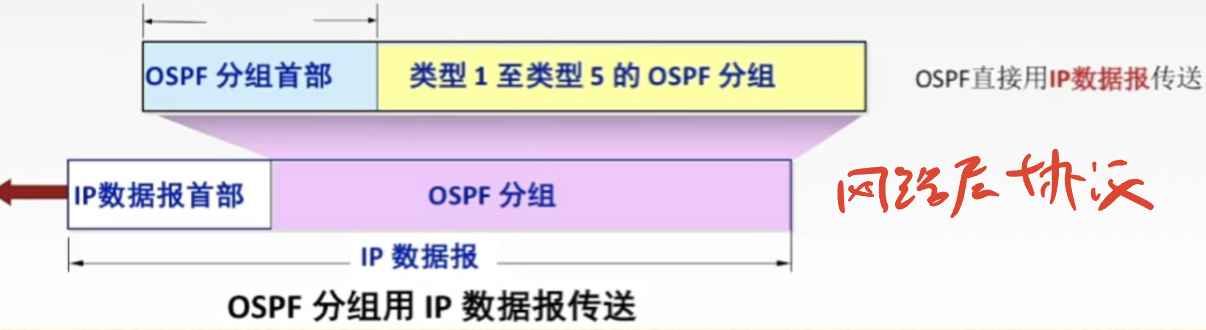 OSPF 分组首部 类型 1 至类型 5 的 OSPF 分组 OSPF直接用IP数据报传送
IP数据报首部 OSPF 分组 网络层协议
IP 数据报
OSPF 分组用 IP 数据报传送